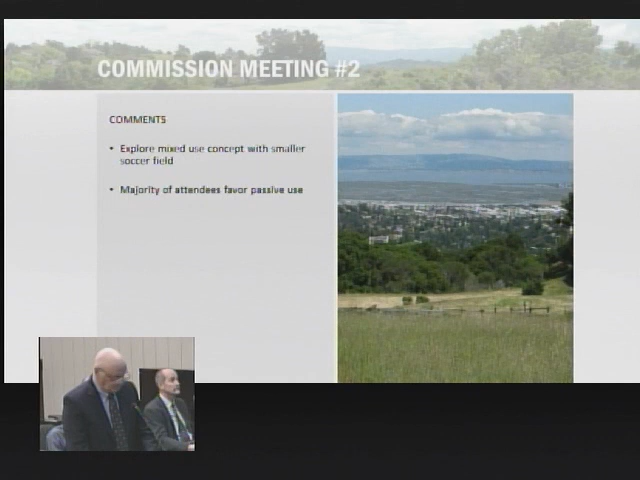 COMMISSION MEETING #2
COMMENTS
• Explore mixed use concept with smaller
soccer field
• Majority of attendees favor passive use